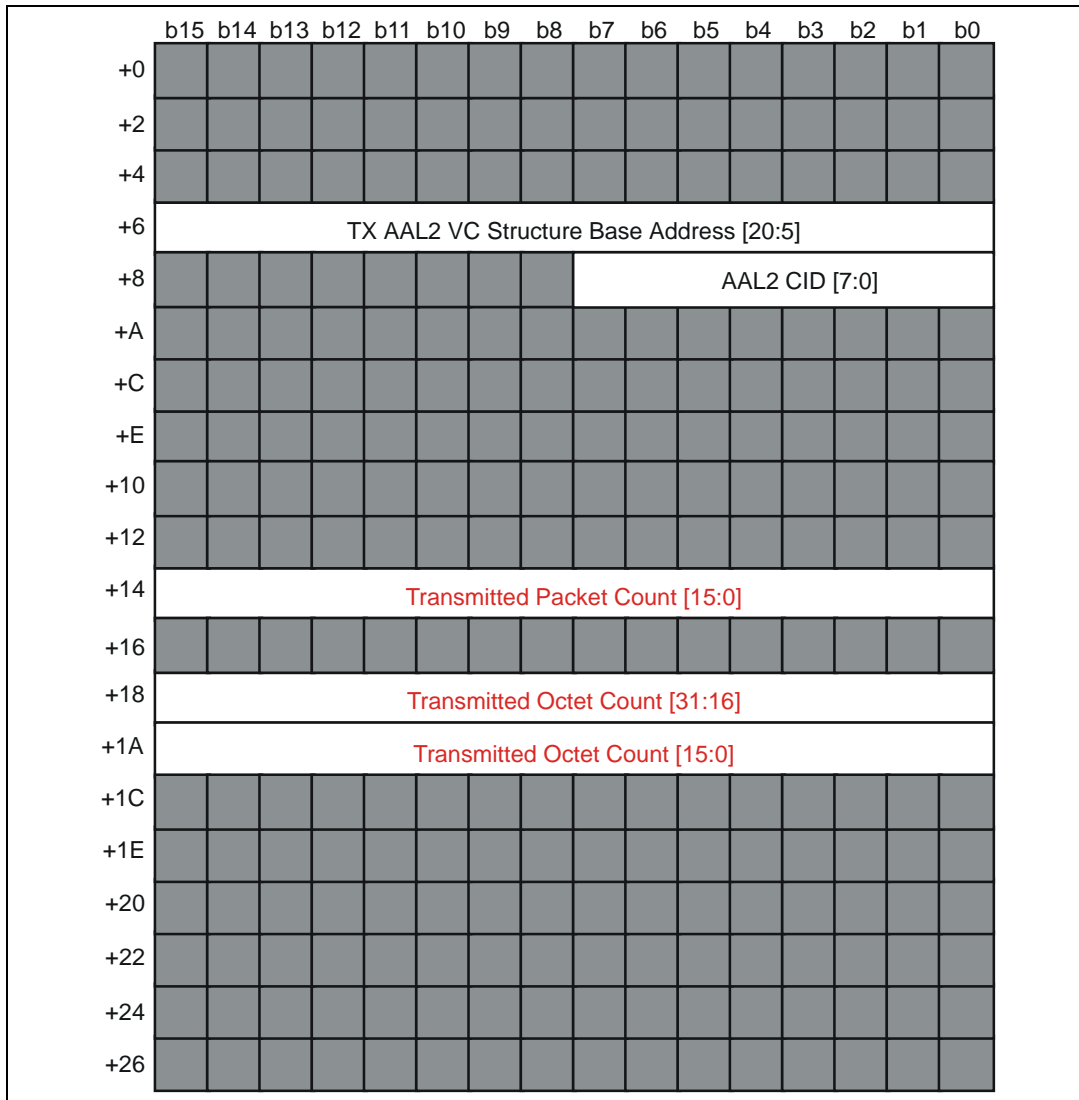 b15 b14 b13 b12 b11 b10 b9 b8 b7 b6 b5 b4 b3 b2 b1 b0
+0
+2
+4
+6 TX AAL2 VC Structure Base Address [20:5]
+8 AAL2 CID [7:0]
+A
+C
+E
+10
+12
+14 Transmitted Packet Count [15:0]
+16
+18 Transmitted Octet Count [31:16]
+1A Transmitted Octet Count [15:0]
+1C
+1E
+20
+22
+24
+26